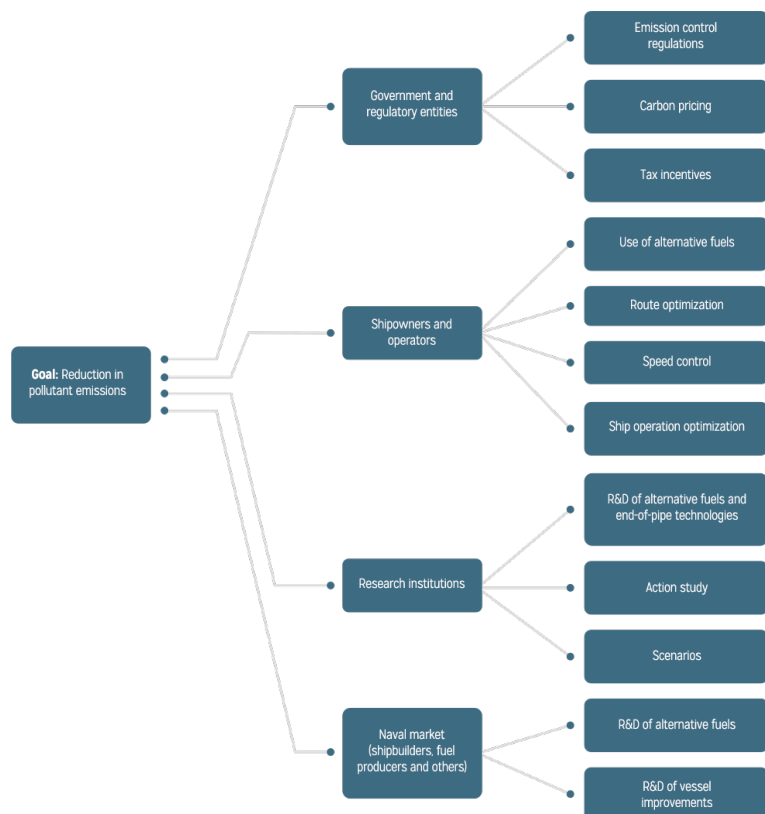 Goal: Reduction in
pollutant emissions
Government and
regulatory entities
Emission control
regulations
Carbon pricing
Tax incentives
Shipowners and
operators
Use of alternative fuels
Route optimization
Speed control
Ship operation optimization
Research institutions
R&D of alternative fuels and
end-of-pipe technologies
Action study
Scenarios
Naval market
(shipbuilders, fuel
producers and others)
R&D of alternative fuels
R&D of vessel
improvements